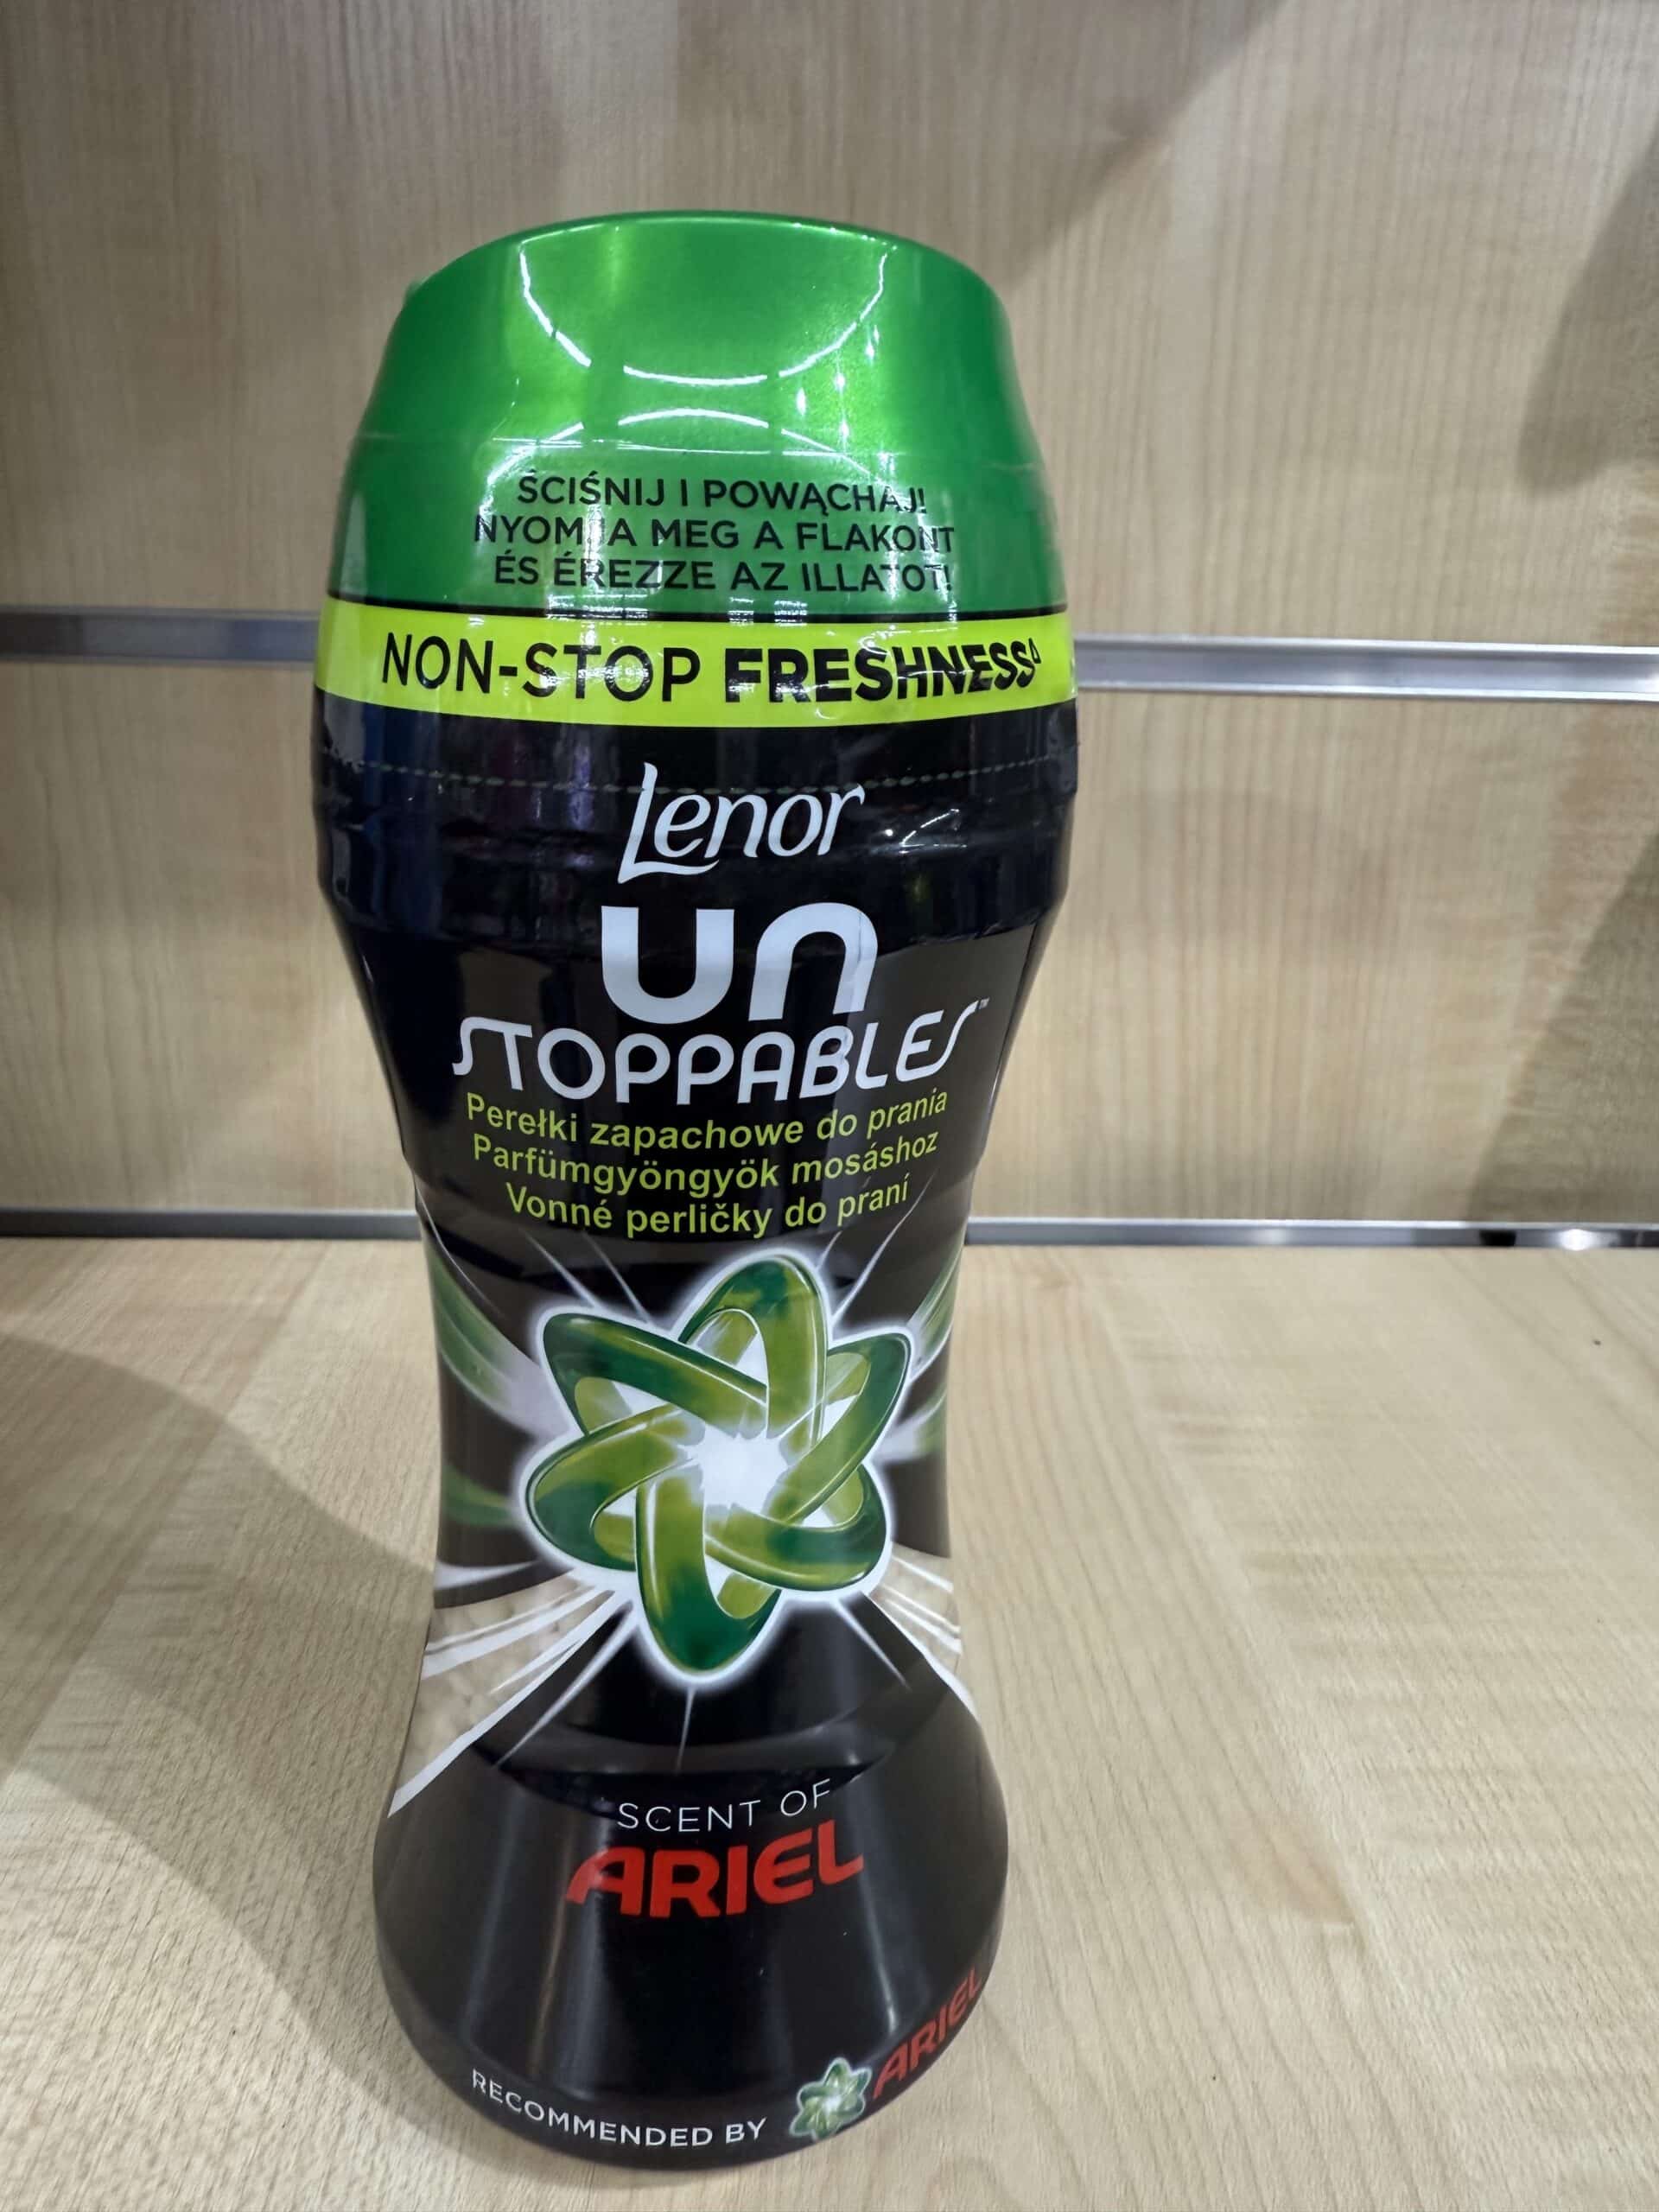 ŚCIŚNIJ I POWĄCHAJ!
NYOMJA MEG A FLAKONT
ÉS ÉREZZE AZ ILLATOT!
NON-STOP FRESHNESS∆
Lenor
UN
STOPPABLES™
Perełki zapachowe do prania
Parfümgyöngyök mosáshoz
Vonné perličky do praní
SCENT OF
ARIEL
RECOMMENDED BY ARIEL